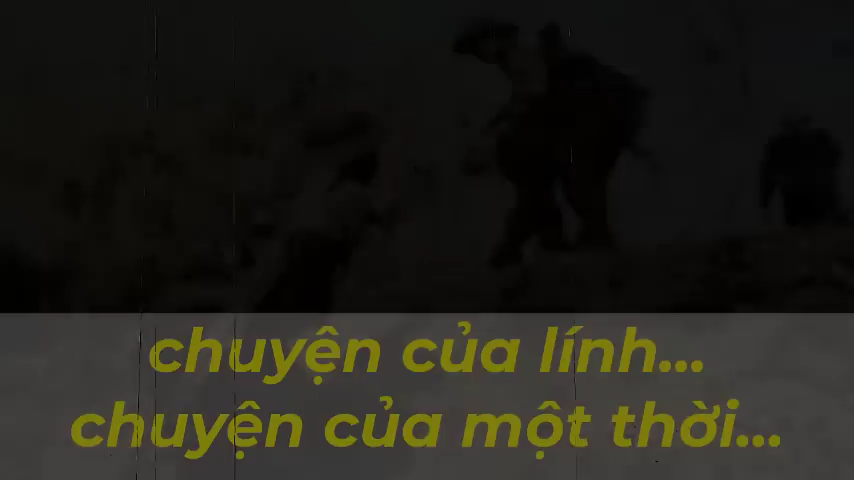 chuyện của lính...
chuyện của một thời...